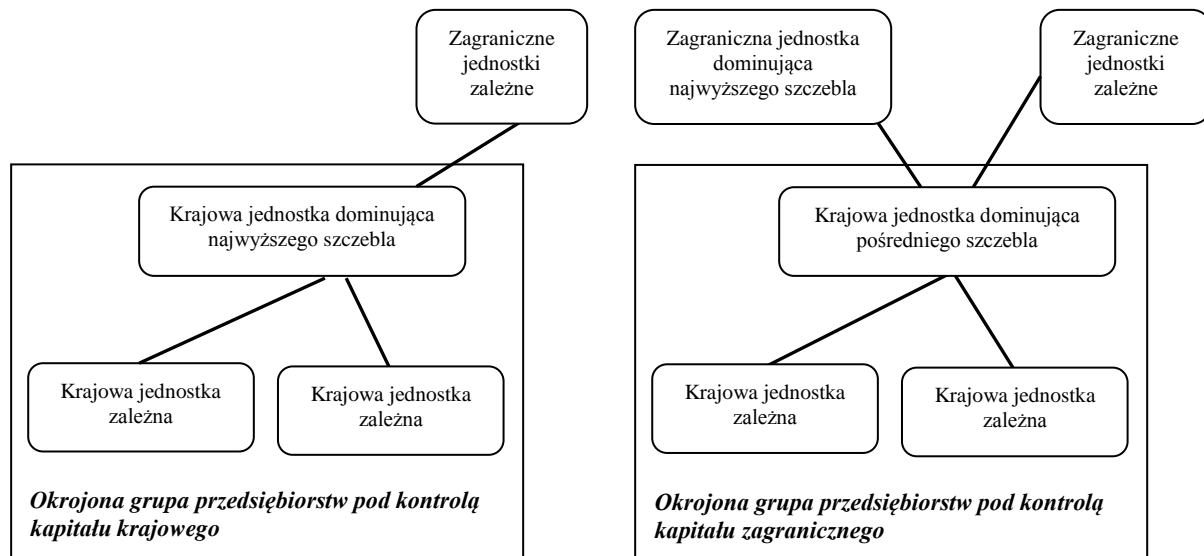 Zagraniczne
jednostki
zależne
Krajowa jednostka dominująca
najwyższego szczebla
Krajowa jednostka
zależna
Krajowa jednostka
zależna
Okrojona grupa przedsiębiorstw pod kontrolą
kapitału krajowego
Zagraniczna jednostka
dominująca
najwyższego szczebla
Zagraniczne
jednostki
zależne
Krajowa jednostka dominująca
pośredniego szczebla
Krajowa jednostka
zależna
Krajowa jednostka
zależna
Okrojona grupa przedsiębiorstw pod kontrolą
kapitału zagranicznego